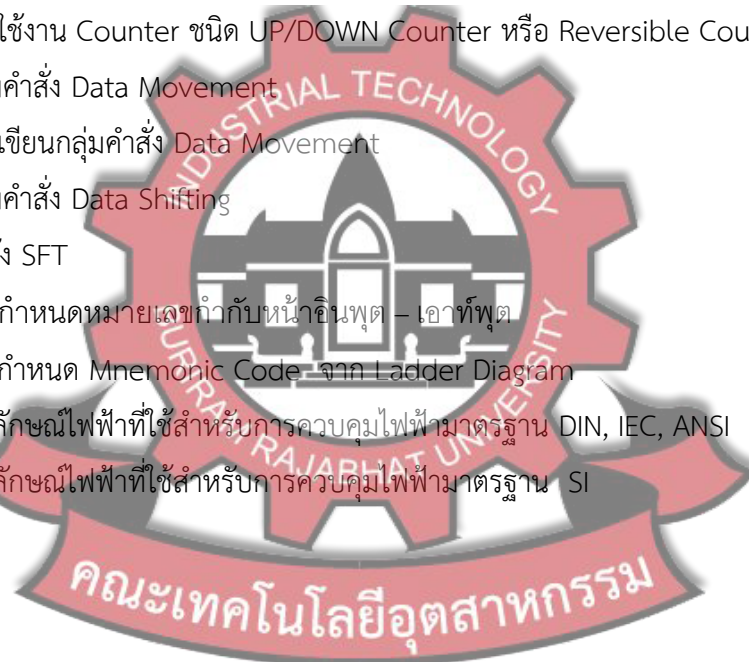 ใช้งาน Counter ชนิด UP/DOWN Counter หรือ Reversible Cou
คำสั่ง Data Movement
เขียนกลุ่มคำสั่ง Data Movement
คำสั่ง Data Shifting
SFT
กำหนดหมายเลขกำกับหน้าอินพุต – เอาท์พุต
กำหนด Mnemonic Code จาก Ladder Diagram
ลักษณ์ไฟฟ้าที่ใช้สำหรับการควบคุมไฟฟ้ามาตรฐาน DIN, IEC, ANSI
ลักษณ์ไฟฟ้าที่ใช้สำหรับการควบคุมไฟฟ้ามาตรฐาน SI
INDUSTRIAL TECHNOLOGY
BURIRAM RAJABHAT UNIVERSITY
คณะเทคโนโลยีอุตสาหกรรม